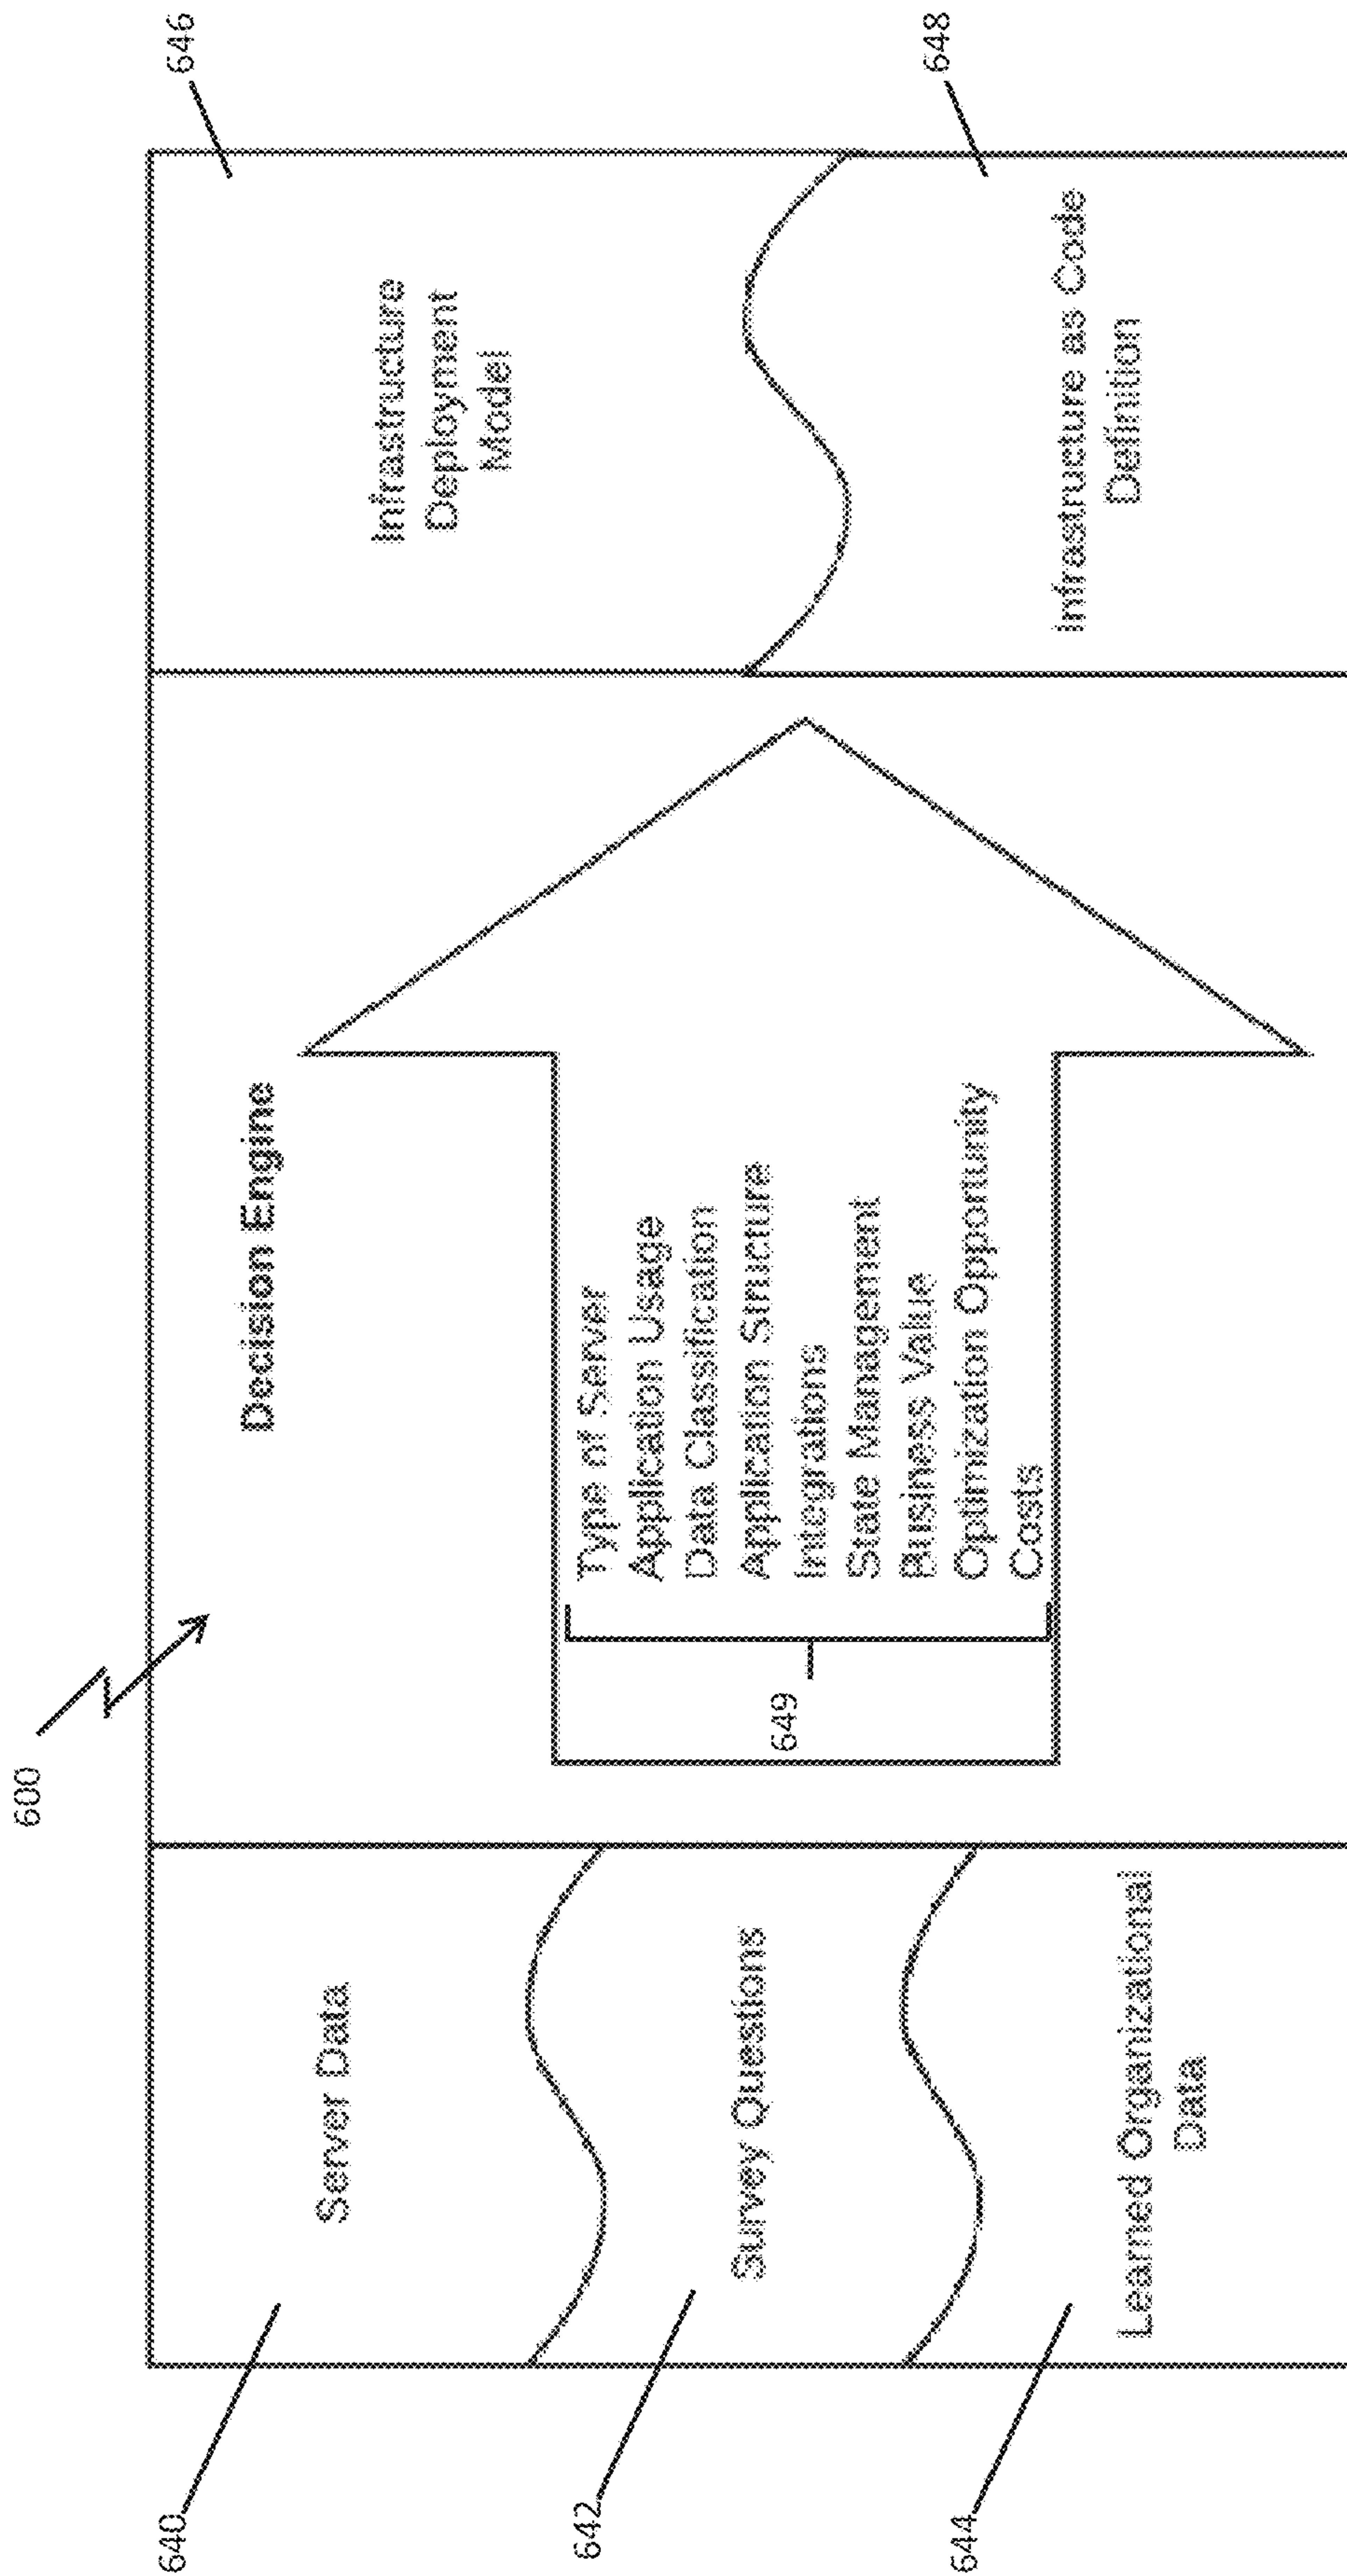 600
Decision Engine
640
Server Data
642
Survey Questions
644
Learned Organizational
Data
649
Type of Server
Application Usage
Data Classification
Application Structure
Integrations
State Management
Business Value
Optimization Opportunity
Costs
646
Infrastructure
Deployment
Model
648
Infrastructure as Code
Definition